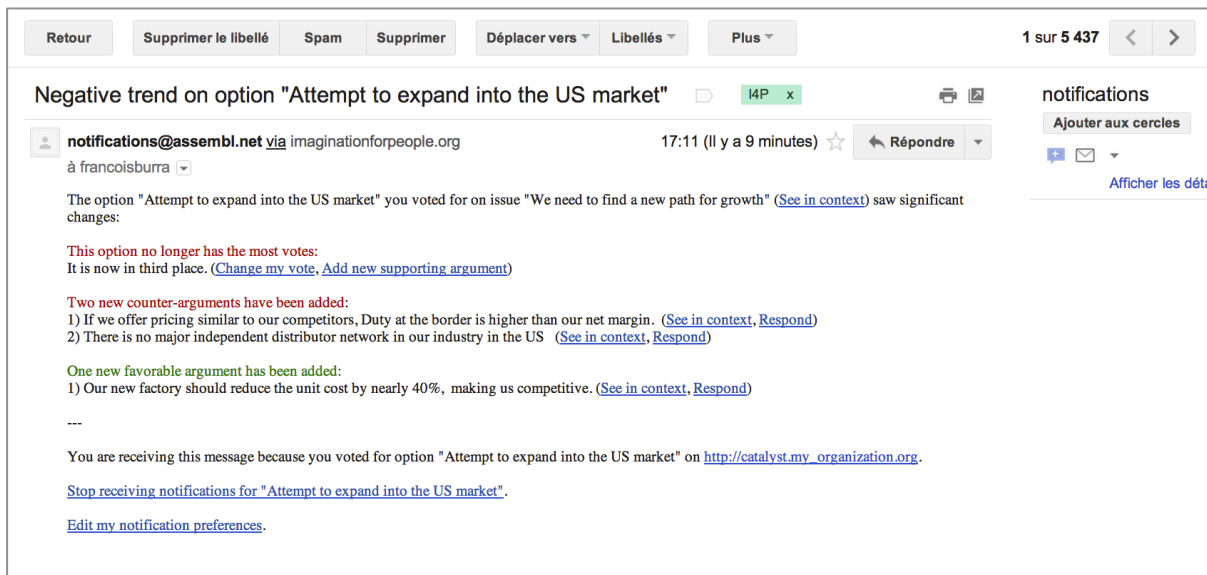 Retour Supprimer le libellé Spam Supprimer Déplacer vers Libellés Plus 1 sur 5 437
Negative trend on option "Attempt to expand into the US market" I4P x
notifications
Ajouter aux cercles
notifications@assembl.net via imaginationforpeople.org 17:11 (Il y a 9 minutes) Répondre
à francoisburra
Afficher les déta
The option "Attempt to expand into the US market" you voted for on issue "We need to find a new path for growth" (See in context) saw significant
changes:
This option no longer has the most votes:
It is now in third place. (Change my vote, Add new supporting argument)
Two new counter-arguments have been added:
1) If we offer pricing similar to our competitors, Duty at the border is higher than our net margin. (See in context, Respond)
2) There is no major independent distributor network in our industry in the US (See in context, Respond)
One new favorable argument has been added:
1) Our new factory should reduce the unit cost by nearly 40%, making us competitive. (See in context, Respond)
---
You are receiving this message because you voted for option "Attempt to expand into the US market" on http://catalyst.my_organization.org.
Stop receiving notifications for "Attempt to expand into the US market".
Edit my notification preferences.